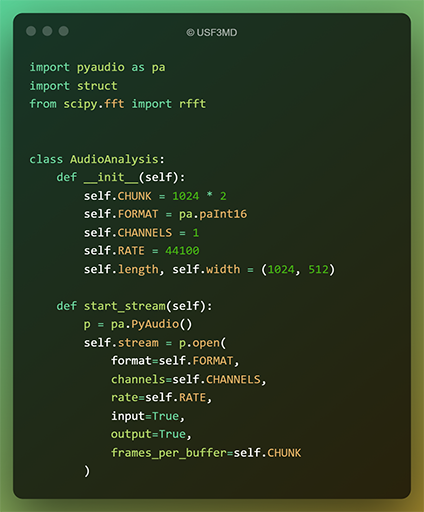 © USF3MD
import pyaudio as pa
import struct
from scipy.fft import rfft
class AudioAnalysis:
    def __init__(self):
        self.CHUNK = 1024 * 2
        self.FORMAT = pa.paInt16
        self.CHANNELS = 1
        self.RATE = 44100
        self.length, self.width = (1024, 512)
    def start_stream(self):
        p = pa.PyAudio()
        self.stream = p.open(
            format=self.FORMAT,
            channels=self.CHANNELS,
            rate=self.RATE,
            input=True,
            output=True,
            frames_per_buffer=self.CHUNK
        )